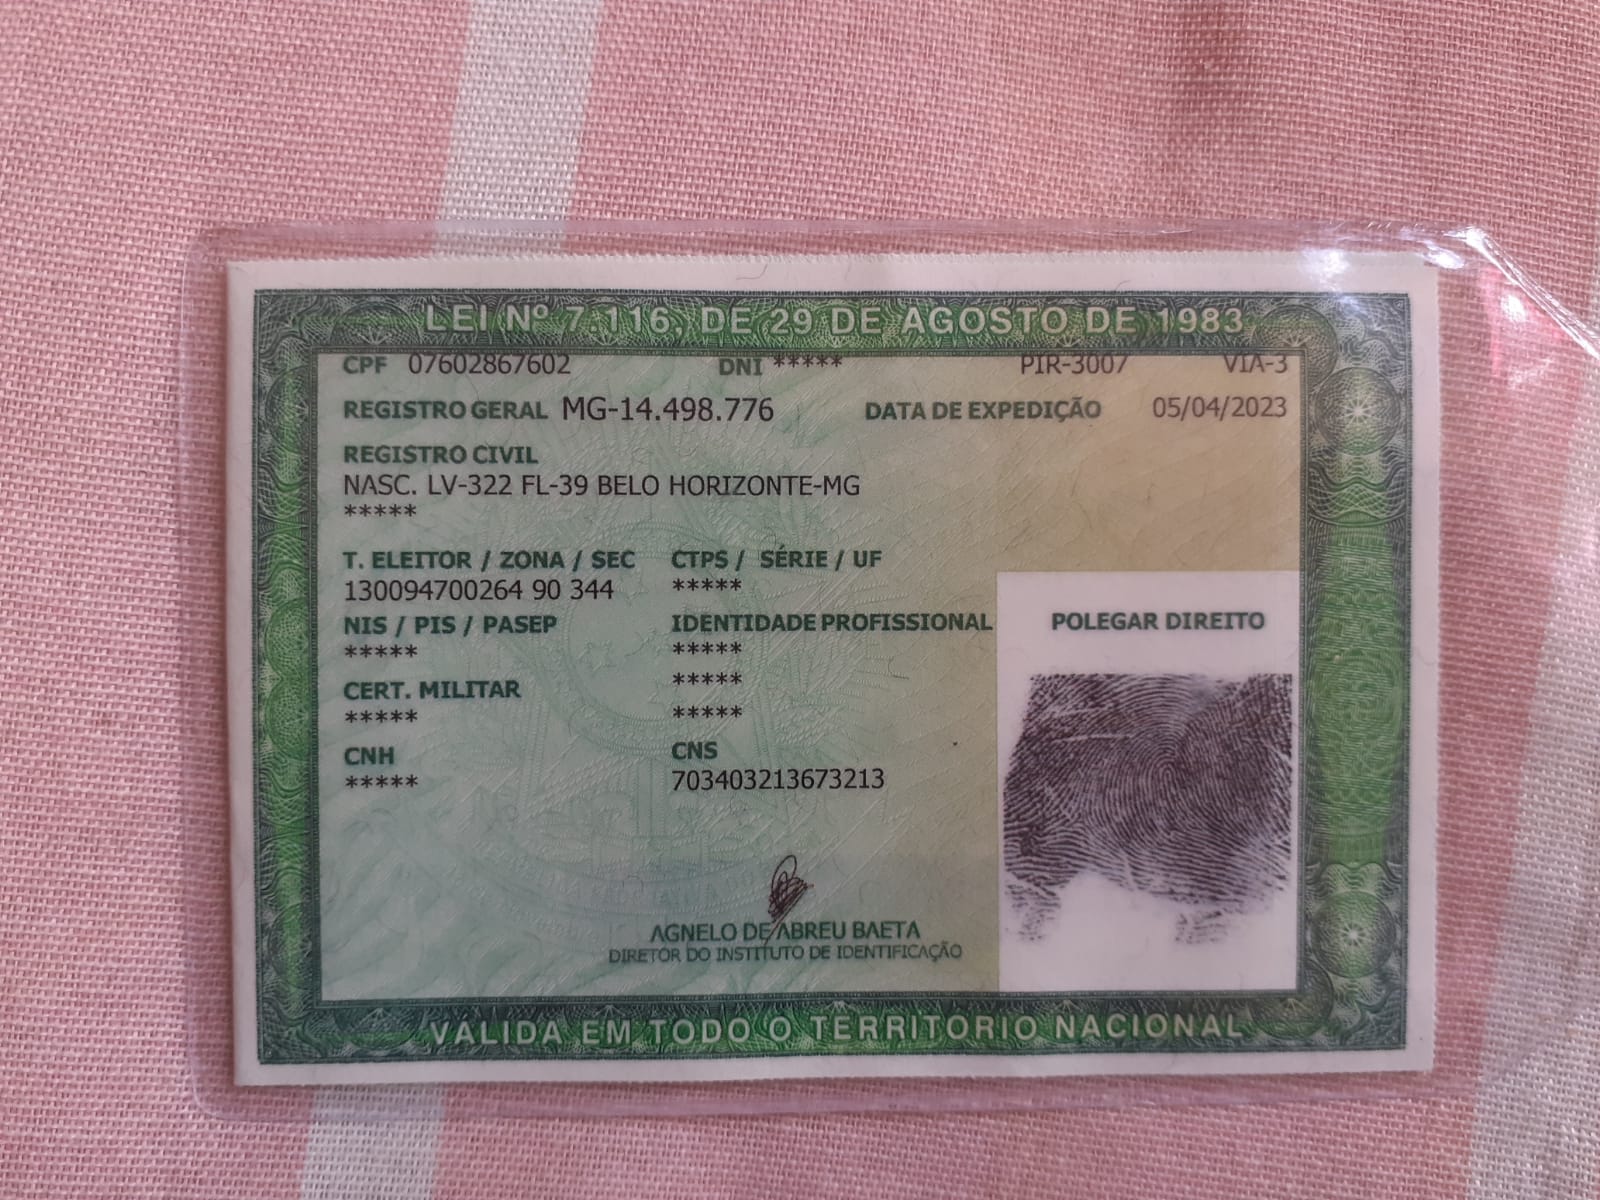 LEI Nº 7.116, DE 29 DE AGOSTO DE 1983
CPF 07602867602 DNI ***** PIR-3007 VIA-3
REGISTRO GERAL MG-14.498.776 DATA DE EXPEDIÇÃO 05/04/2023
REGISTRO CIVIL
NASC. LV-322 FL-39 BELO HORIZONTE-MG
*****
T. ELEITOR / ZONA / SEC CTPS / SÉRIE / UF
130094700264 90 344 *****
NIS / PIS / PASEP IDENTIDADE PROFISSIONAL POLEGAR DIREITO
***** *****
*****
CERT. MILITAR
***** *****
CNH CNS
***** 703403213673213
AGNELO DE ABREU BAETA
DIRETOR DO INSTITUTO DE IDENTIFICAÇÃO
VÁLIDA EM TODO O TERRITÓRIO NACIONAL